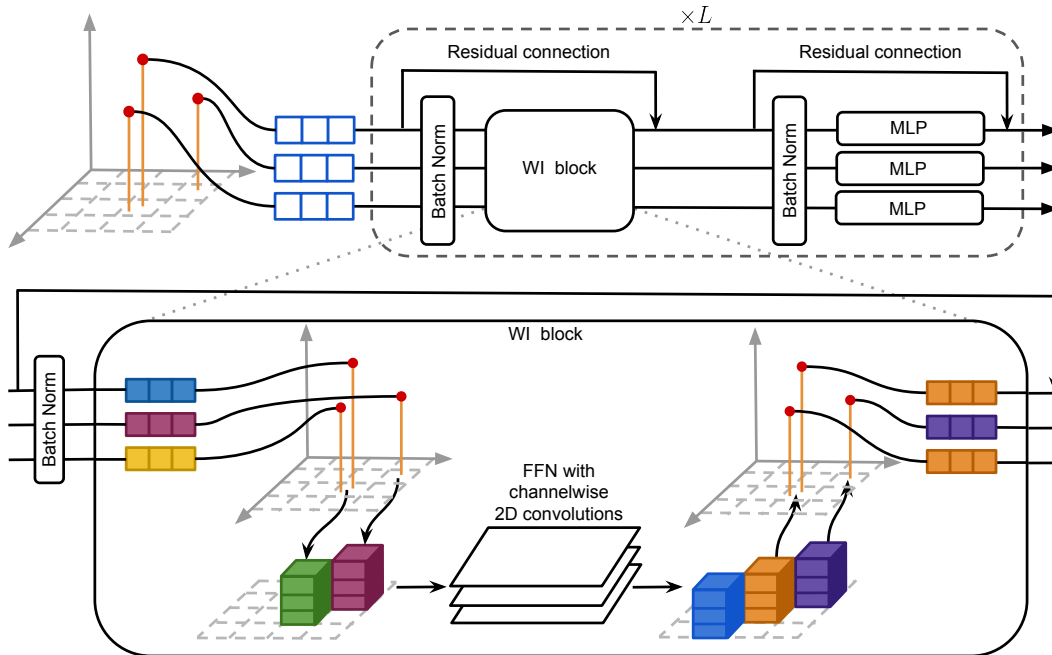 ×L
Residual connection
Residual connection
Batch Norm
WI block
Batch Norm
MLP
MLP
MLP
WI block
Batch Norm
FFN with
channelwise
2D convolutions